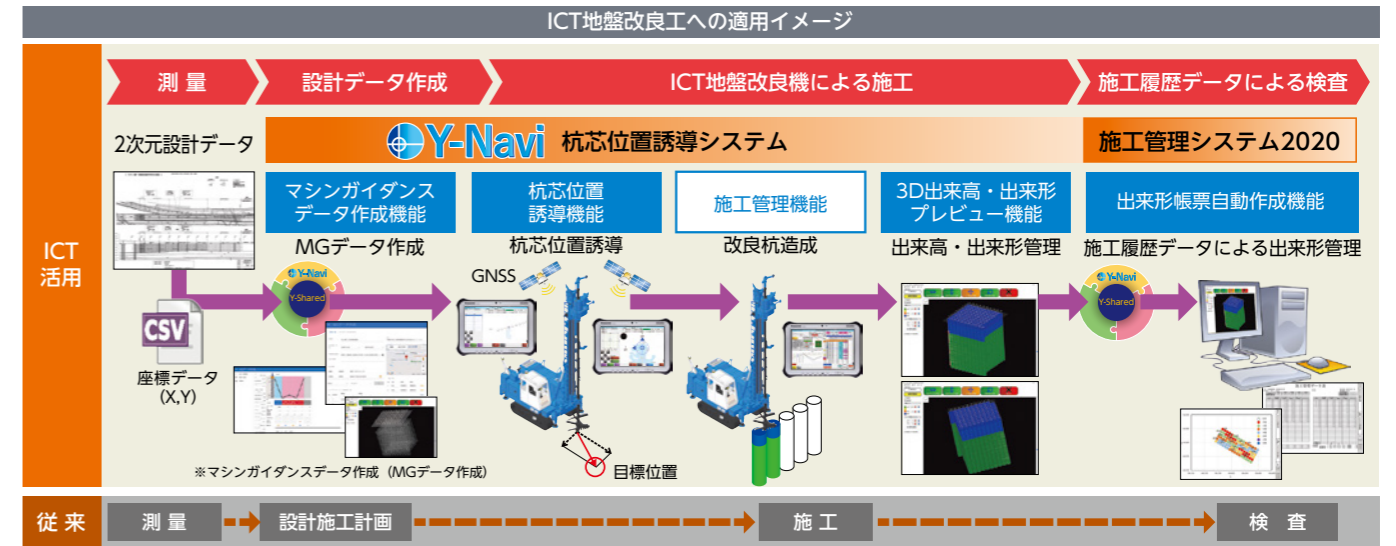 ICT地盤改良工への適用イメージ
ICT
活用
測 量
設計データ作成
ICT地盤改良機による施工
施工履歴データによる検査
2次元設計データ
Y-Navi 杭芯位置誘導システム
施工管理システム2020
マシンガイダンス
データ作成機能
杭芯位置
誘導機能
施工管理機能
3D出来高・出来形
プレビュー機能
出来形帳票自動作成機能
MGデータ作成
杭芯位置誘導
改良杭造成
出来高・出来形管理
施工履歴データによる出来形管理
GNSS
Y-Navi
Y-Shared
Y-Navi
Y-Shared
CSV
座標データ
(X,Y)
目標位置
※マシンガイダンスデータ作成（MGデータ作成）
従 来
測 量
設計施工計画
施 工
検 査